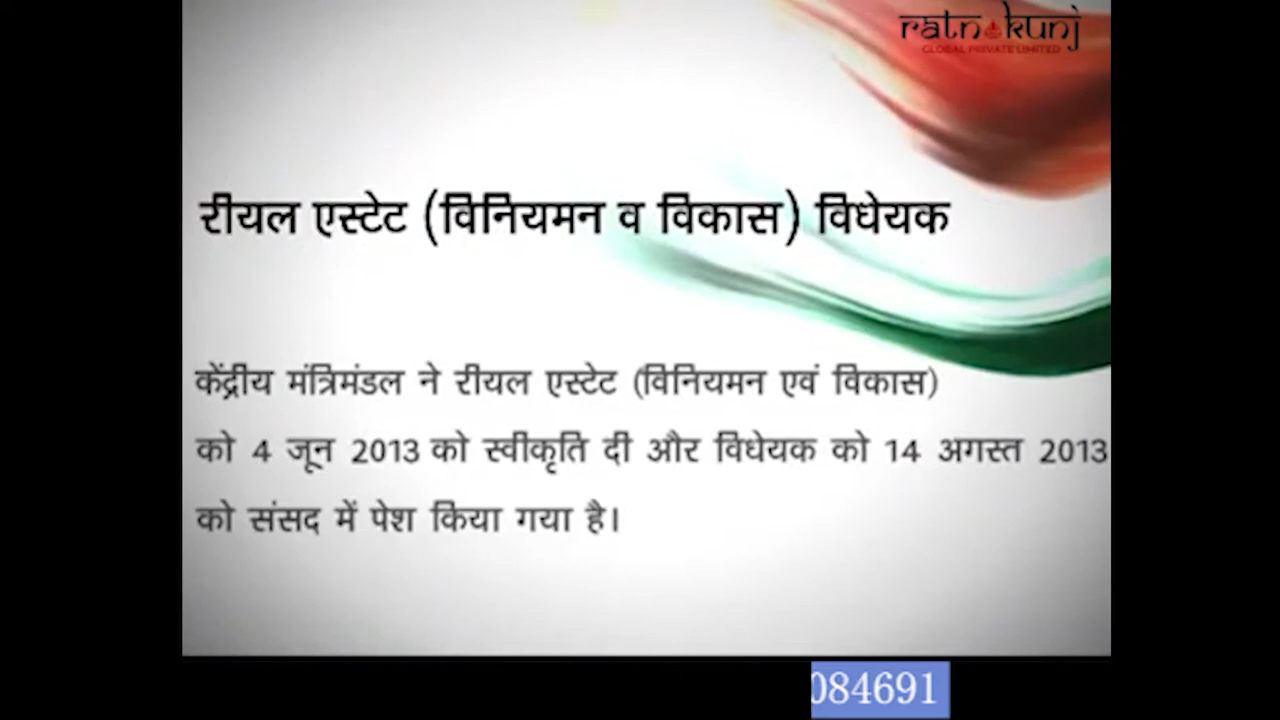 ratnakunj
GLOBAL PRIVATE LIMITED
रीयल एस्टेट (विनियमन व विकास) विधेयक
केंद्रीय मंत्रिमंडल ने रीयल एस्टेट (विनियमन एवं विकास)
को 4 जून 2013 को स्वीकृति दी और विधेयक को 14 अगस्त 2013
को संसद में पेश किया गया है।
084691